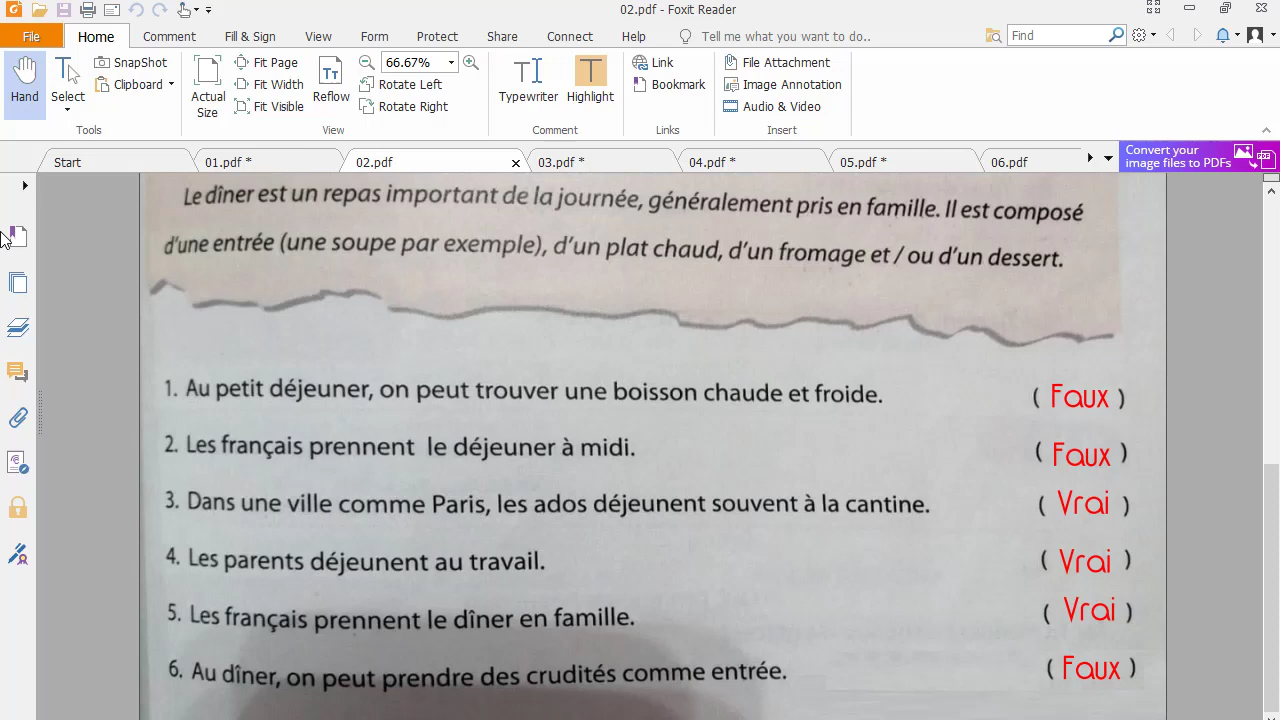 02.pdf - Foxit Reader
File Home Comment Fill & Sign View Form Protect Share Connect Help Tell me what you want to do.. Find
Hand
Select
SnapShot
Clipboard
Tools
Actual
Size
Fit Page
Fit Width
Fit Visible
Reflow
66.67%
Rotate Left
Rotate Right
View
Typewriter
Highlight
Comment
Link
Bookmark
Links
File Attachment
Image Annotation
Audio & Video
Insert
Start 01.pdf * 02.pdf 03.pdf * 04.pdf * 05.pdf * 06.pdf
Convert your
image files to PDFs
Le dîner est un repas important de la journée, généralement pris en famille. Il est composé
d'une entrée (une soupe par exemple), d'un plat chaud, d'un fromage et / ou d'un dessert.
1. Au petit déjeuner, on peut trouver une boisson chaude et froide. ( Faux )
2. Les français prennent le déjeuner à midi. ( Faux )
3. Dans une ville comme Paris, les ados déjeunent souvent à la cantine. ( Vrai )
4. Les parents déjeunent au travail. ( Vrai )
5. Les français prennent le dîner en famille. ( Vrai )
6. Au dîner, on peut prendre des crudités comme entrée. ( Faux )